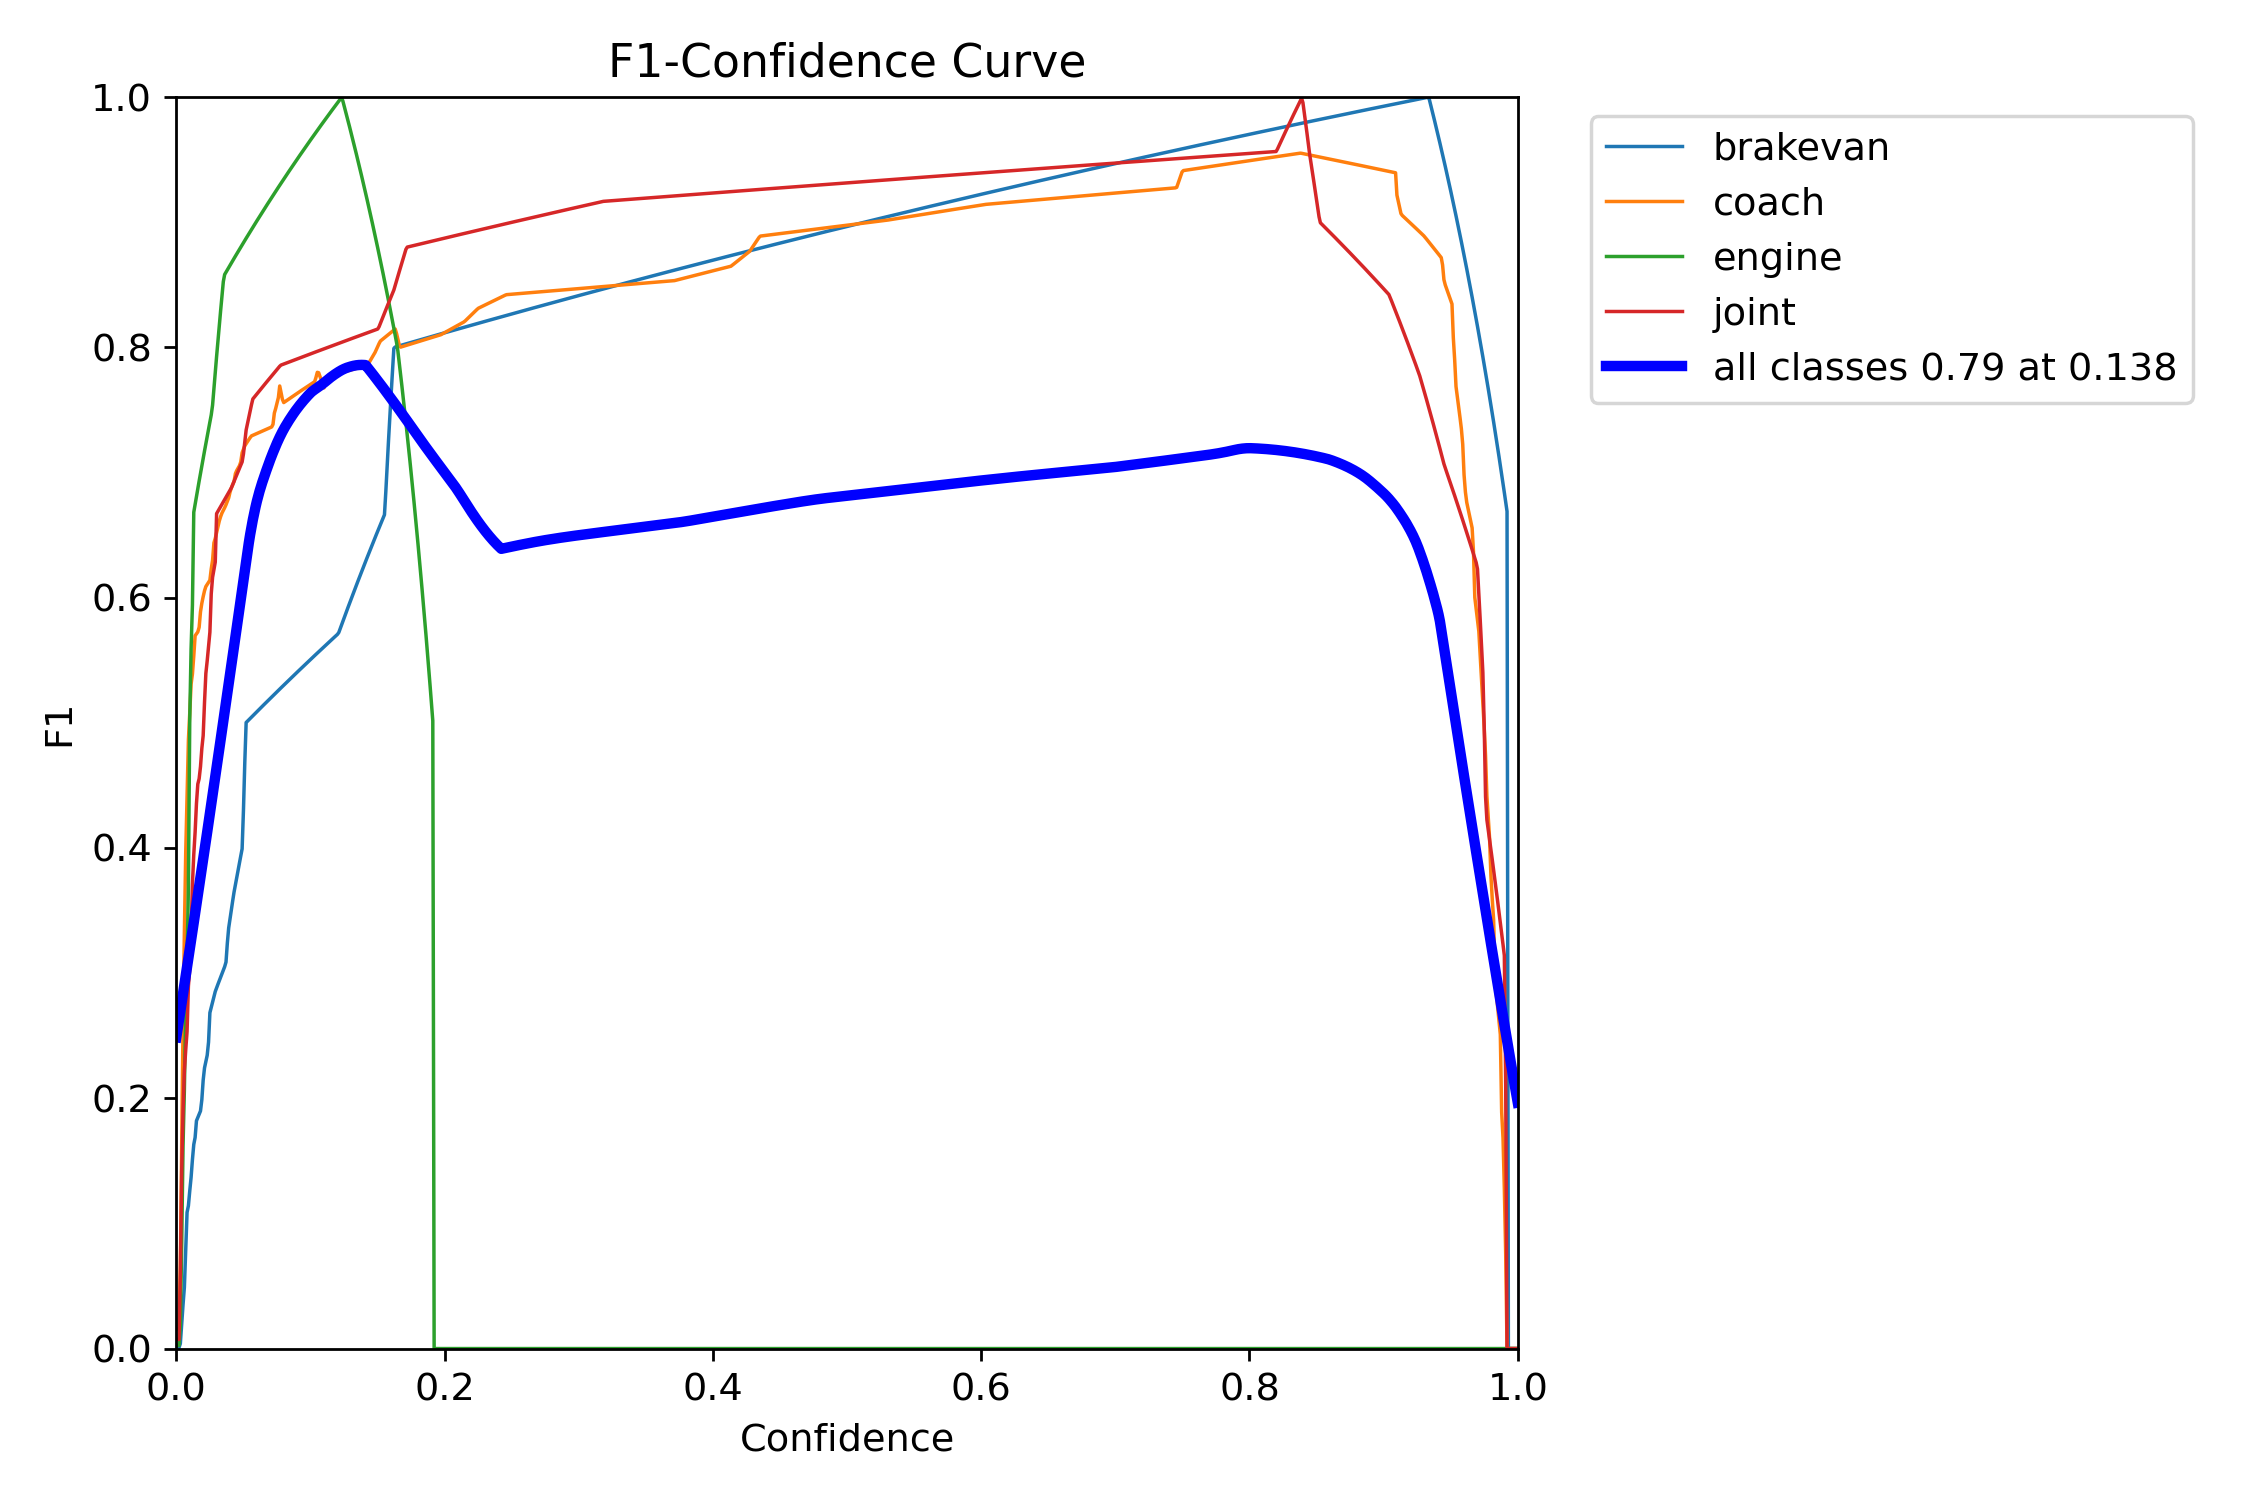 F1-Confidence Curve
1.0
0.8
0.6
0.4
0.2
0.0
F1
0.0 0.2 0.4 0.6 0.8 1.0
Confidence
brakevan
coach
engine
joint
all classes 0.79 at 0.138